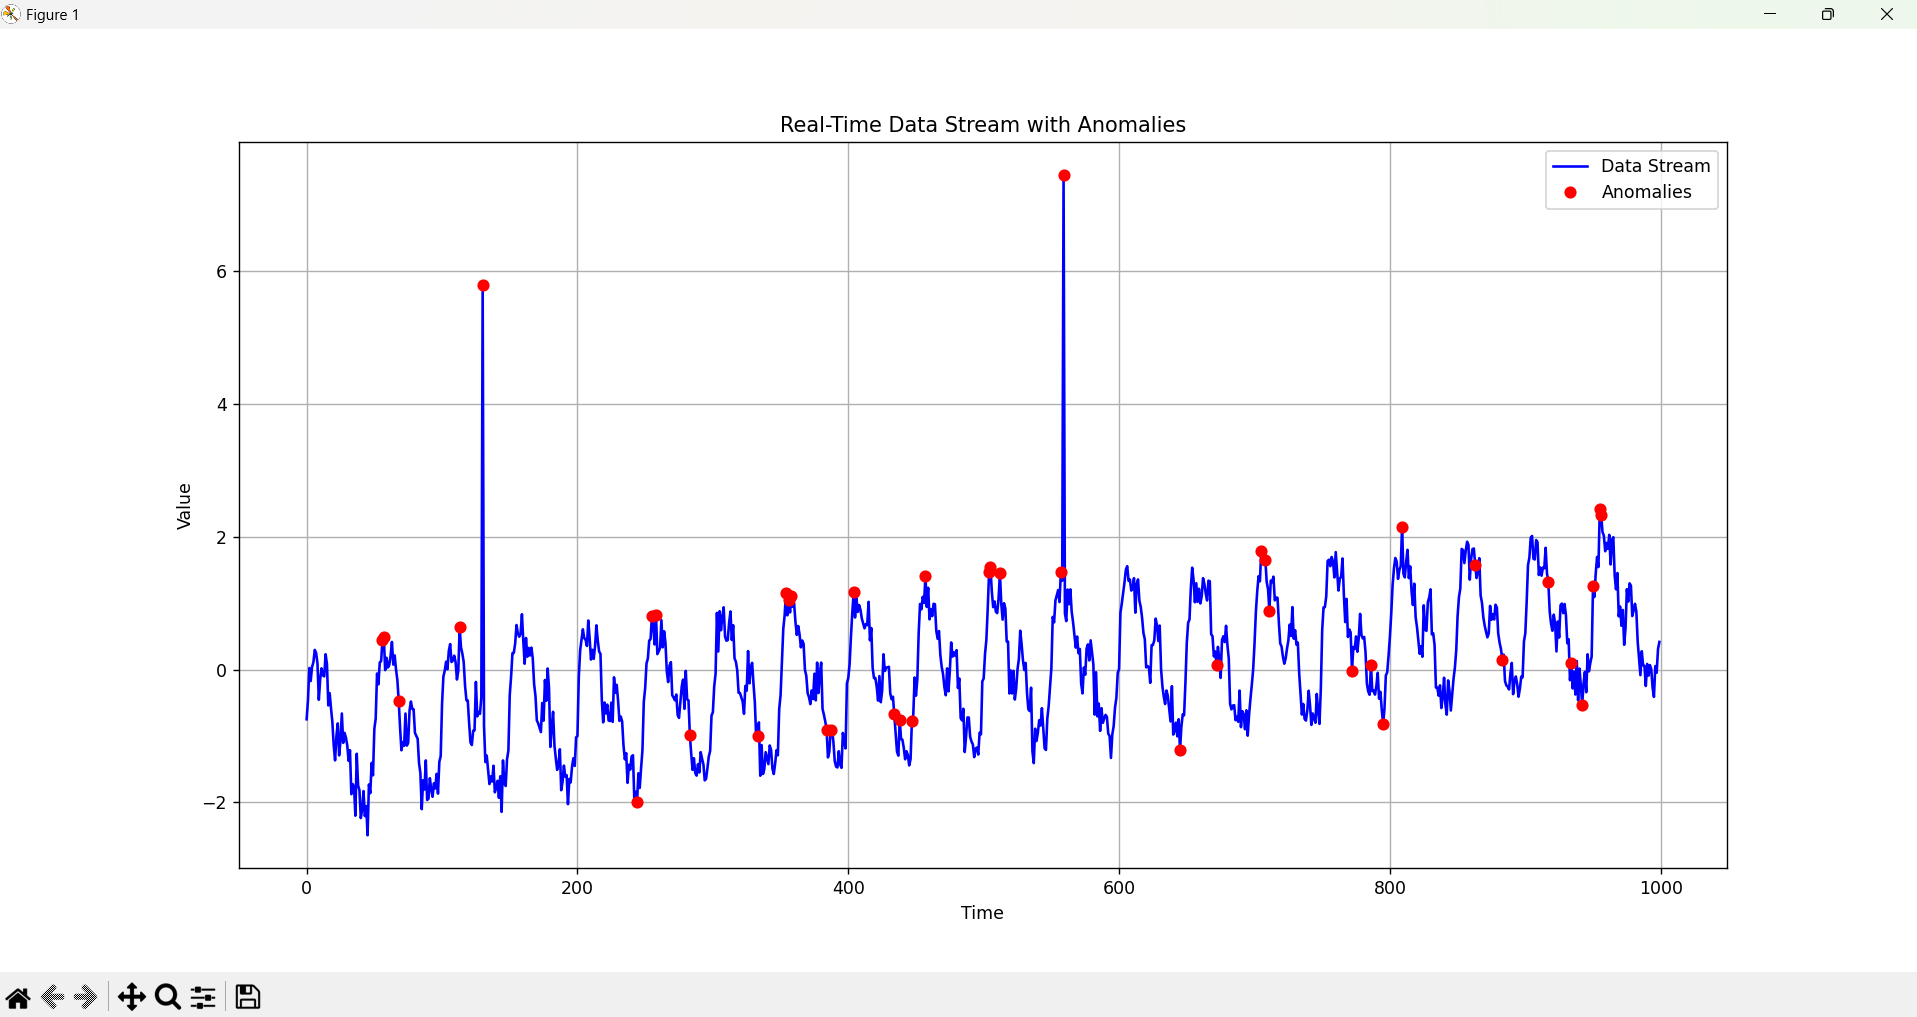 Figure 1
Real-Time Data Stream with Anomalies
Data Stream
Anomalies
6
4
2
0
−2
Value
0 200 400 600 800 1000
Time